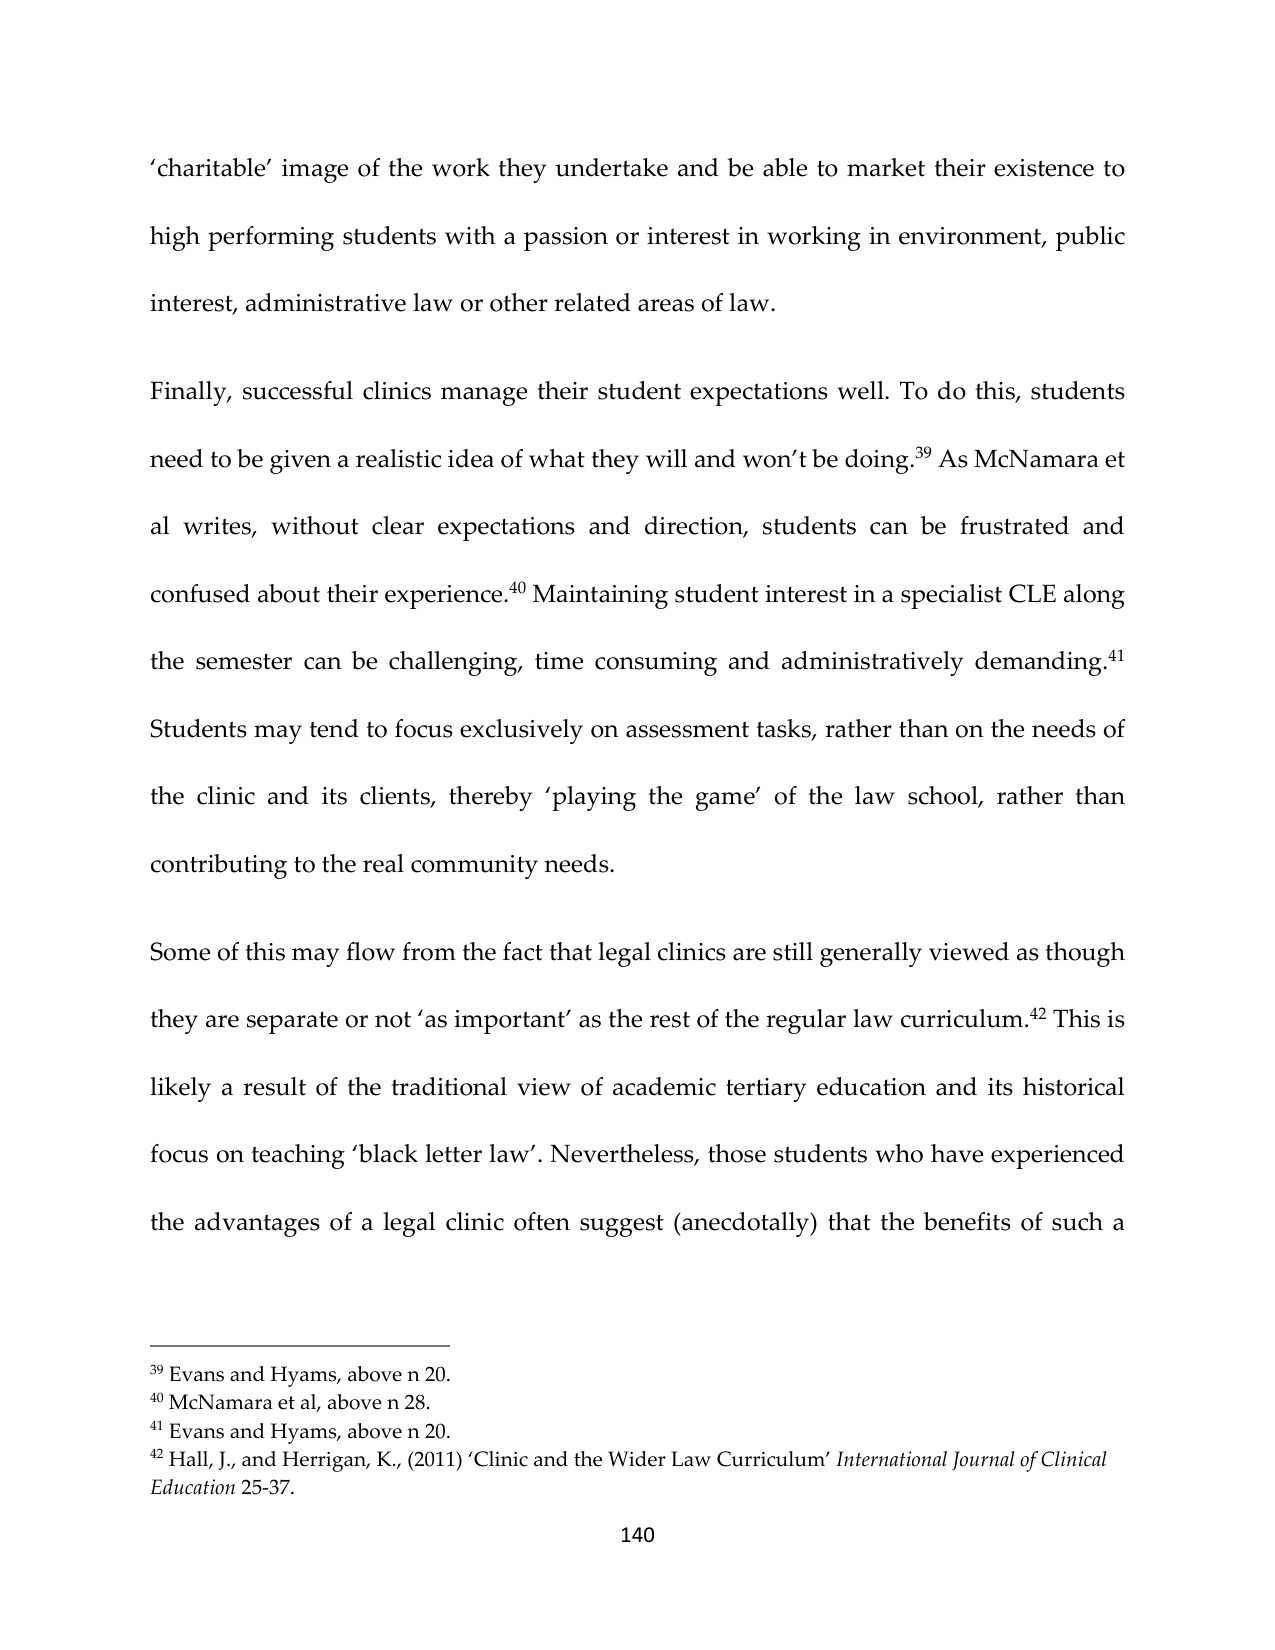 ‘charitable’ image of the work they undertake and be able to market their existence to
high performing students with a passion or interest in working in environment, public
interest, administrative law or other related areas of law.
Finally, successful clinics manage their student expectations well. To do this, students
need to be given a realistic idea of what they will and won’t be doing.39 As McNamara et
al writes, without clear expectations and direction, students can be frustrated and
confused about their experience.40 Maintaining student interest in a specialist CLE along
the semester can be challenging, time consuming and administratively demanding.41
Students may tend to focus exclusively on assessment tasks, rather than on the needs of
the clinic and its clients, thereby ‘playing the game’ of the law school, rather than
contributing to the real community needs.
Some of this may flow from the fact that legal clinics are still generally viewed as though
they are separate or not ‘as important’ as the rest of the regular law curriculum.42 This is
likely a result of the traditional view of academic tertiary education and its historical
focus on teaching ‘black letter law’. Nevertheless, those students who have experienced
the advantages of a legal clinic often suggest (anecdotally) that the benefits of such a
39 Evans and Hyams, above n 20.
40 McNamara et al, above n 28.
41 Evans and Hyams, above n 20.
42 Hall, J., and Herrigan, K., (2011) ‘Clinic and the Wider Law Curriculum’ International Journal of Clinical
Education 25-37.
140